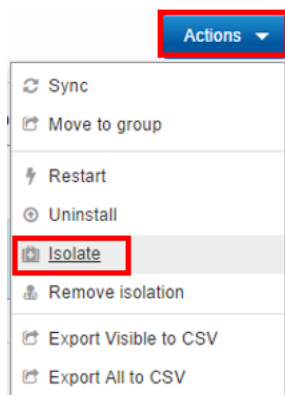 Actions
Sync
Move to group
Restart
Uninstall
Isolate
Remove isolation
Export Visible to CSV
Export All to CSV